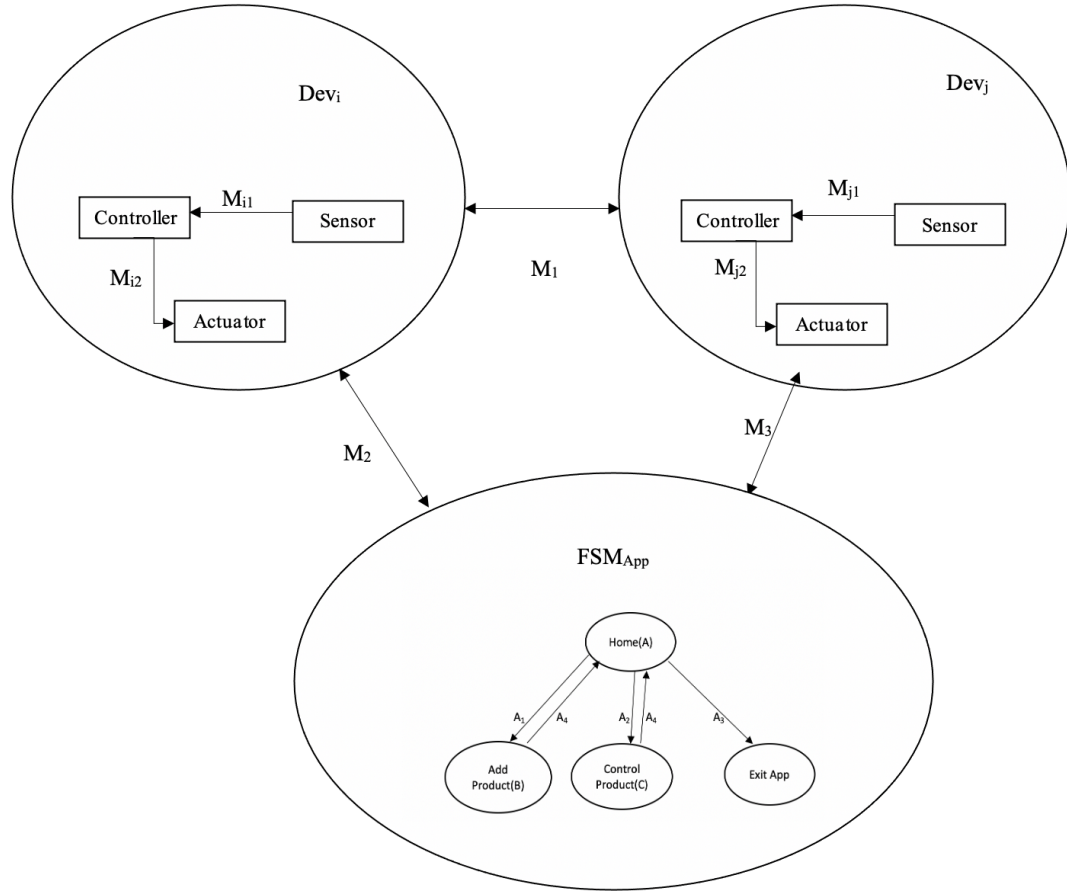 Devᵢ
Devⱼ
Mᵢ₁
Controller
Sensor
Mᵢ₂
Actuator
Mⱼ₁
Controller
Sensor
Mⱼ₂
Actuator
M₁
M₂
M₃
FSM_App
Home(A)
A₁
A₄
A₂
A₄
A₃
Add
Product(B)
Control
Product(C)
Exit App